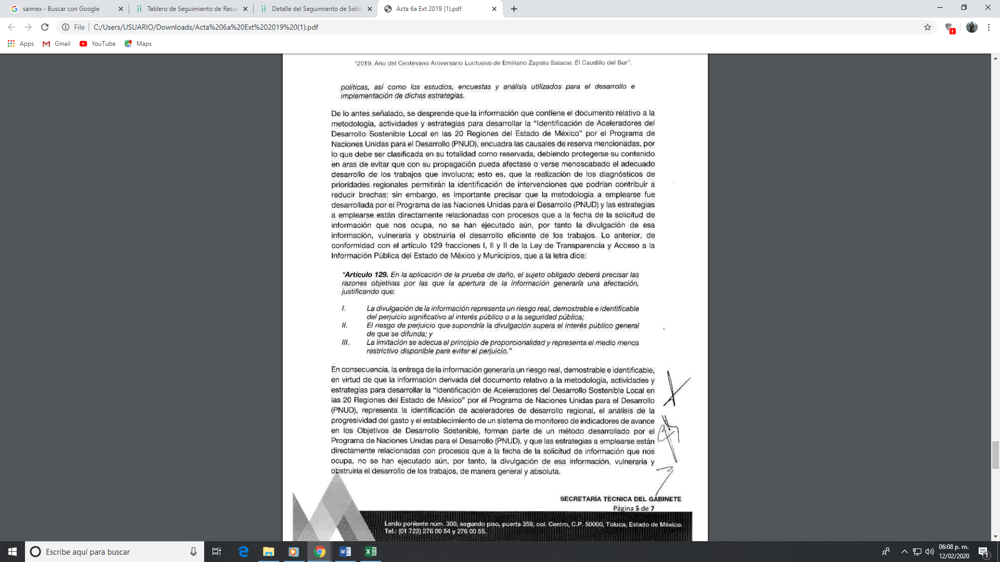 saimex - Buscar con Google
Tablero de Seguimiento de Recur
Detalle del Seguimiento de Solici
Acta 6a Ext 2019 (1).pdf
File
C:/Users/USUARIO/Downloads/Acta%206a%20Ext%202019%20(1).pdf
Apps
Gmail
YouTube
Maps
"2019. Año del Centésimo Aniversario Luctuoso de Emiliano Zapata Salazar. El Caudillo del Sur".
políticas, así como los estudios, encuestas y análisis utilizados para el desarrollo e
implementación de dichas estrategias.
De lo antes señalado, se desprende que la información que contiene el documento relativo a la
metodología, actividades y estrategias para desarrollar la "Identificación de Aceleradores del
Desarrollo Sostenible Local en las 20 Regiones del Estado de México" por el Programa de
Naciones Unidas para el Desarrollo (PNUD), encuadra las causales de reserva mencionadas, por
lo que debe ser clasificada en su totalidad como reservada, debiendo protegerse su contenido
en aras de evitar que con su propagación pueda afectase o verse menoscabado el adecuado
desarrollo de los trabajos que involucra; esto es, que la realización de los diagnósticos de
prioridades regionales permitirán la identificación de intervenciones que podrían contribuir a
reducir brechas; sin embargo, es importante precisar que la metodología a emplearse fue
desarrollada por el Programa de las Naciones Unidas para el Desarrollo (PNUD) y las estrategias
a emplearse están directamente relacionadas con procesos que a la fecha de la solicitud de
información que nos ocupa, no se han ejecutado aún, por tanto la divulgación de esa
información, vulneraría y obstruiría el desarrollo eficiente de los trabajos. Lo anterior, de
conformidad con el artículo 129 fracciones I, II y II de la Ley de Transparencia y Acceso a la
Información Pública del Estado de México y Municipios, que a la letra dice:
"Artículo 129. En la aplicación de la prueba de daño, el sujeto obligado deberá precisar las
razones objetivas por las que la apertura de la información generaría una afectación,
justificando que:
I. La divulgación de la información representa un riesgo real, demostrable e identificable
del perjuicio significativo al interés público o a la seguridad pública;
II. El riesgo de perjuicio que supondría la divulgación supera el interés público general
de que se difunda; y
III. La limitación se adecua al principio de proporcionalidad y representa el medio menos
restrictivo disponible para evitar el perjuicio."
En consecuencia, la entrega de la información generaría un riesgo real, demostrable e identificable,
en virtud de que la información derivada del documento relativo a la metodología, actividades y
estrategias para desarrollar la "Identificación de Aceleradores del Desarrollo Sostenible Local en
las 20 Regiones del Estado de México" por el Programa de Naciones Unidas para el Desarrollo
(PNUD), representa la identificación de aceleradores de desarrollo regional, el análisis de la
progresividad del gasto y el establecimiento de un sistema de monitoreo de indicadores de avance
en los Objetivos de Desarrollo Sostenible, forman parte de un método desarrollado por el
Programa de Naciones Unidas para el Desarrollo (PNUD), y que las estrategias a emplearse están
directamente relacionadas con procesos que a la fecha de la solicitud de información que nos
ocupa, no se han ejecutado aún, por tanto, la divulgación de esa información, vulneraría y
obstruiría el desarrollo de los trabajos, de manera general y absoluta.
SECRETARÍA TÉCNICA DEL GABINETE
Página 5 de 7
Lerdo poniente núm. 300, segundo piso, puerta 359, col. Centro, C.P. 50000, Toluca, Estado de México.
Tel.: (01 722) 276 00 54 y 276 00 55.
Escribe aquí para buscar
06:08 p. m.
12/02/2020
1